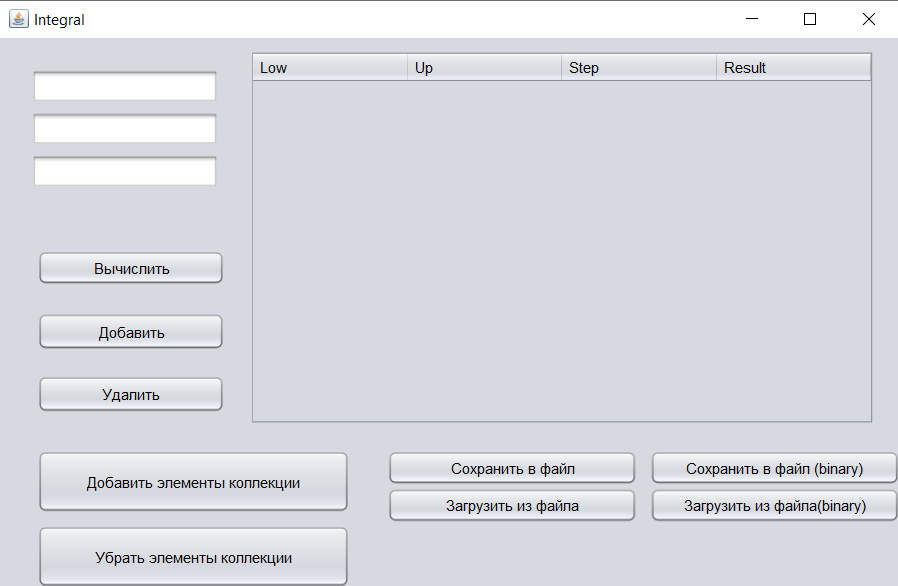 Integral
Low Up Step Result
Вычислить
Добавить
Удалить
Добавить элементы коллекции
Убрать элементы коллекции
Сохранить в файл
Загрузить из файла
Сохранить в файл (binary)
Загрузить из файла(binary)